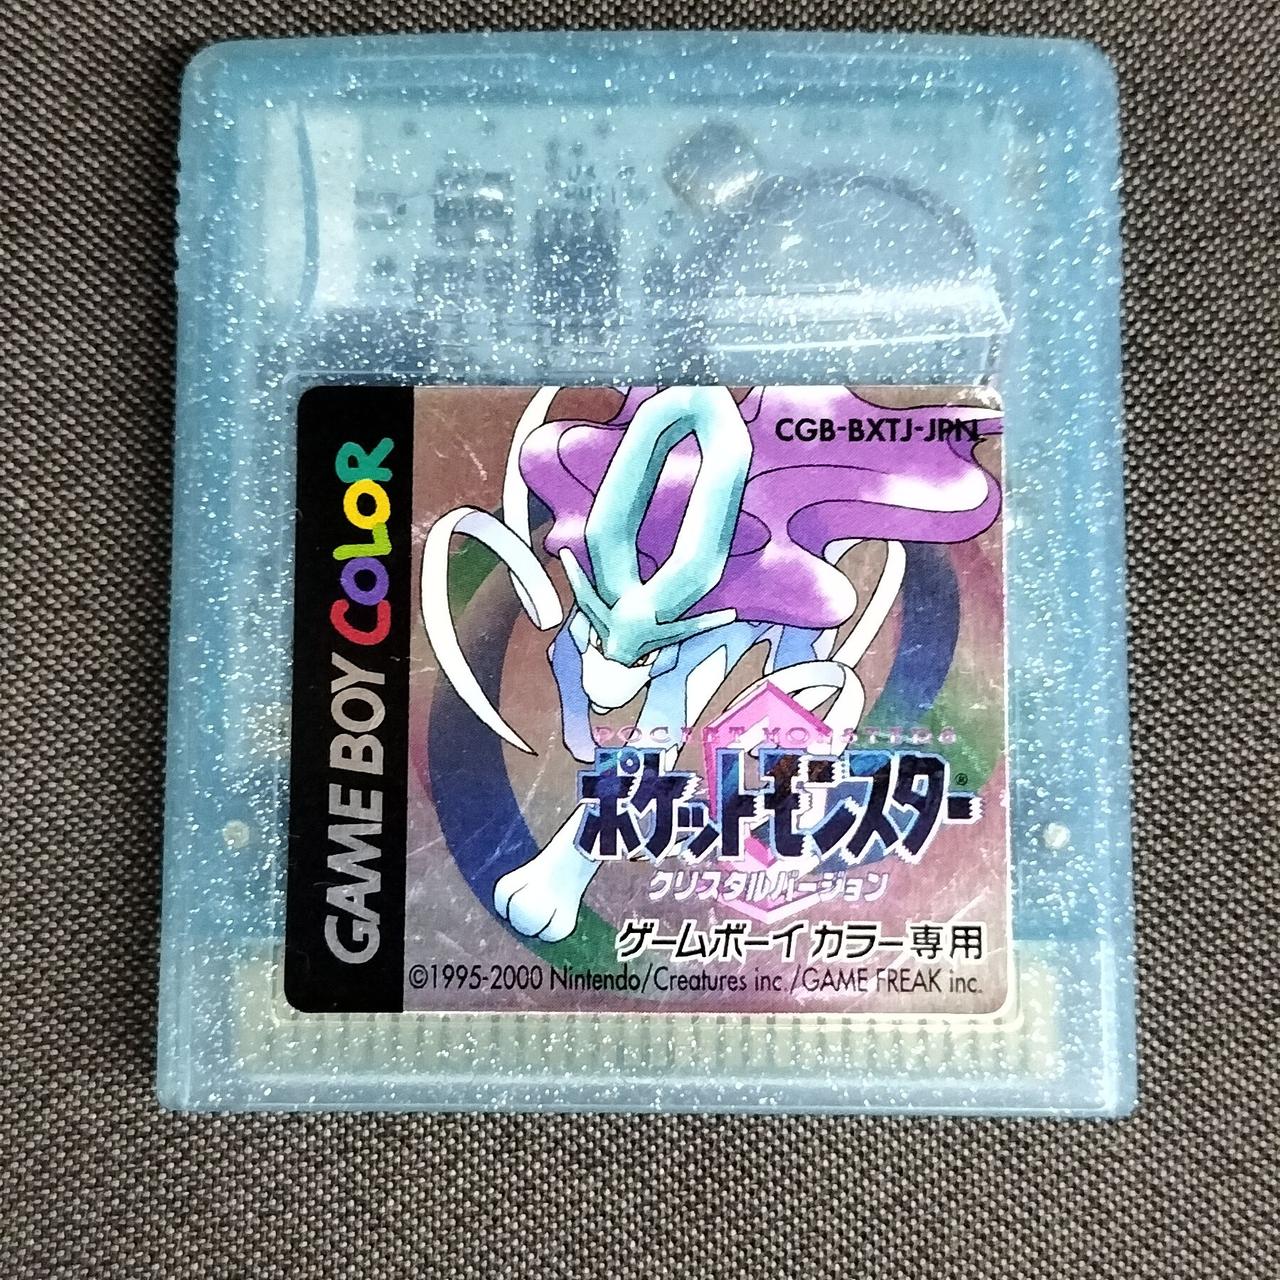 GAME BOY COLOR
CGB-BXTJ-JPN
POCKET MONSTERS
ポケットモンスター®
クリスタルバージョン
ゲームボーイカラー専用
©1995-2000 Nintendo/Creatures inc./GAME FREAK inc.